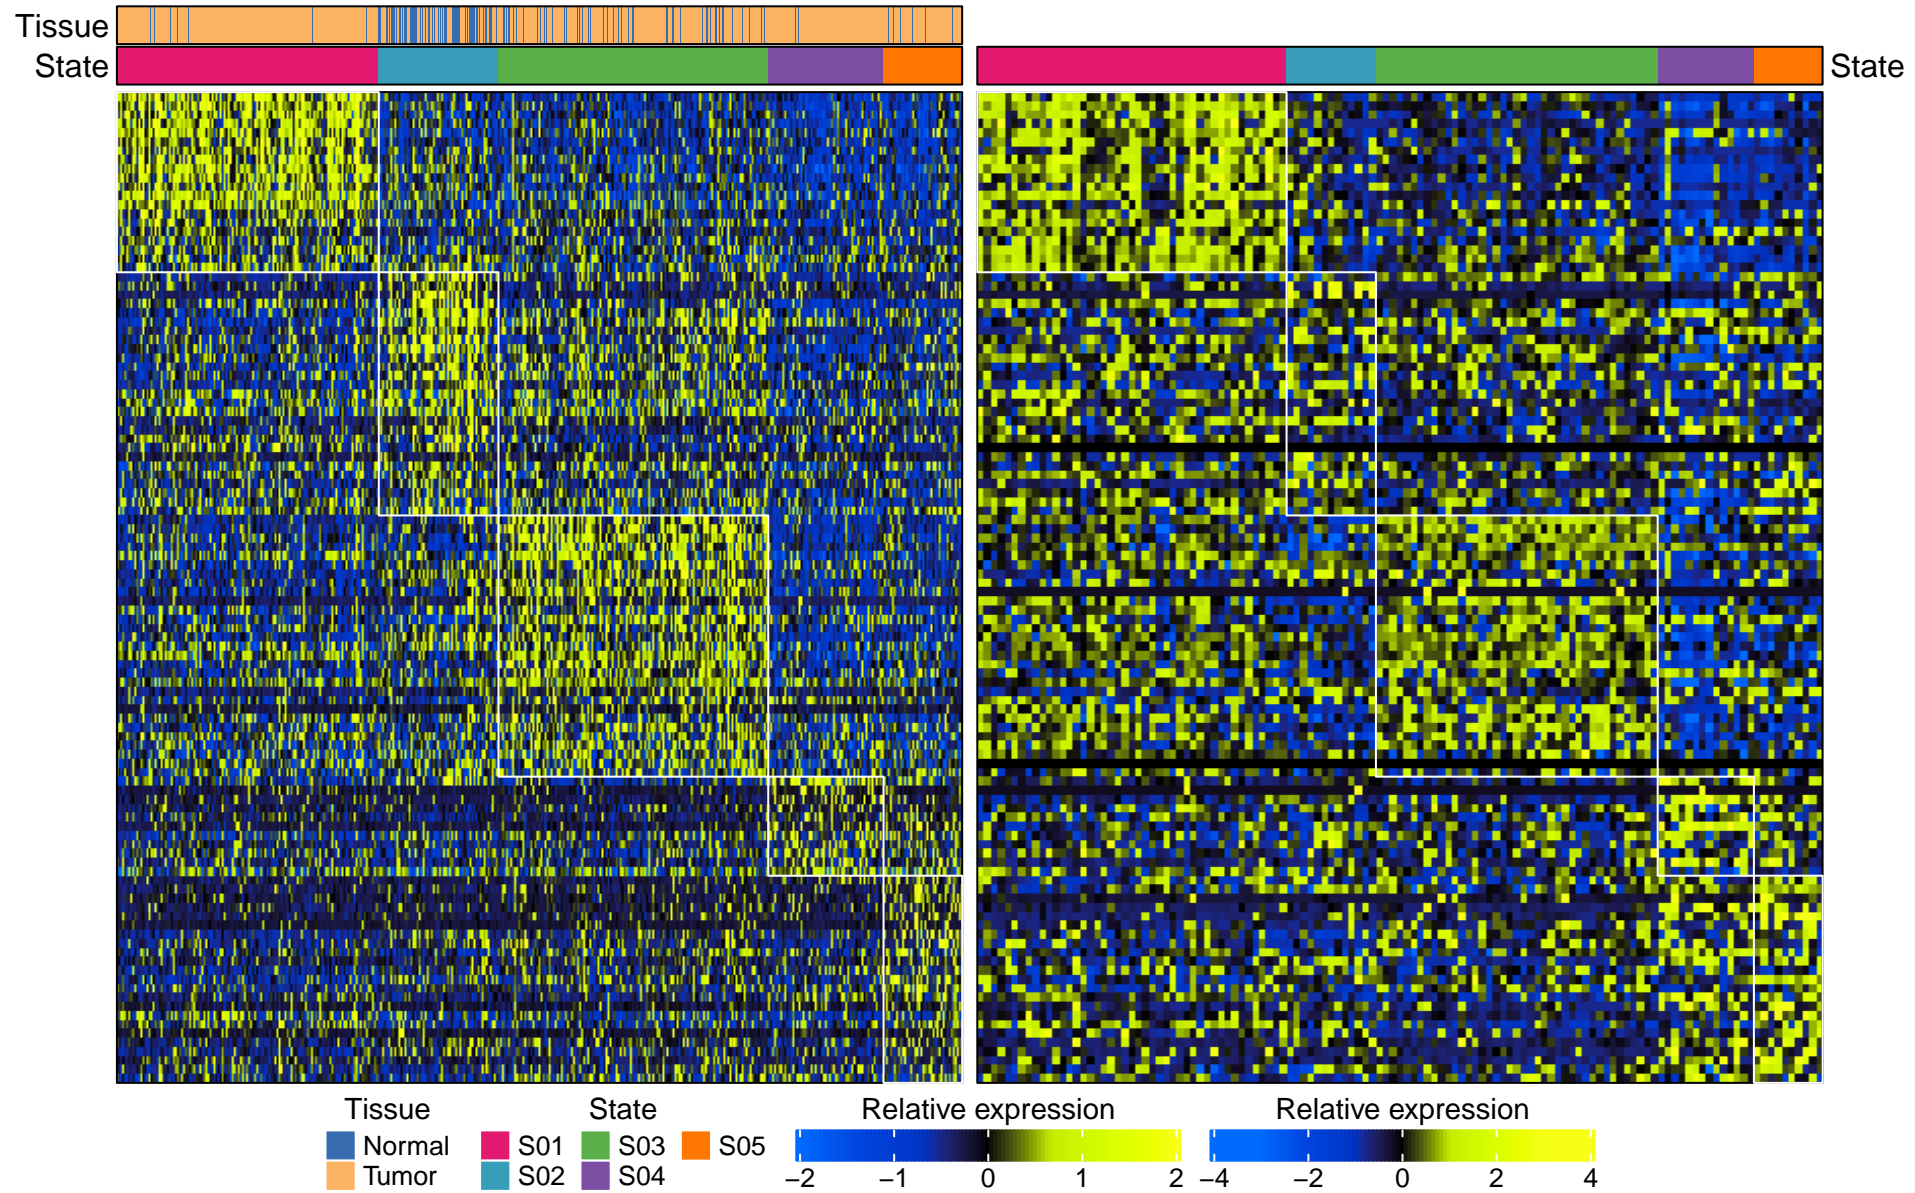 Tissue
State
State
Tissue
Normal
Tumor
State
S01
S02
S03
S04
S05
Relative expression
−2 −1 0 1 2
Relative expression
−4 −2 0 2 4